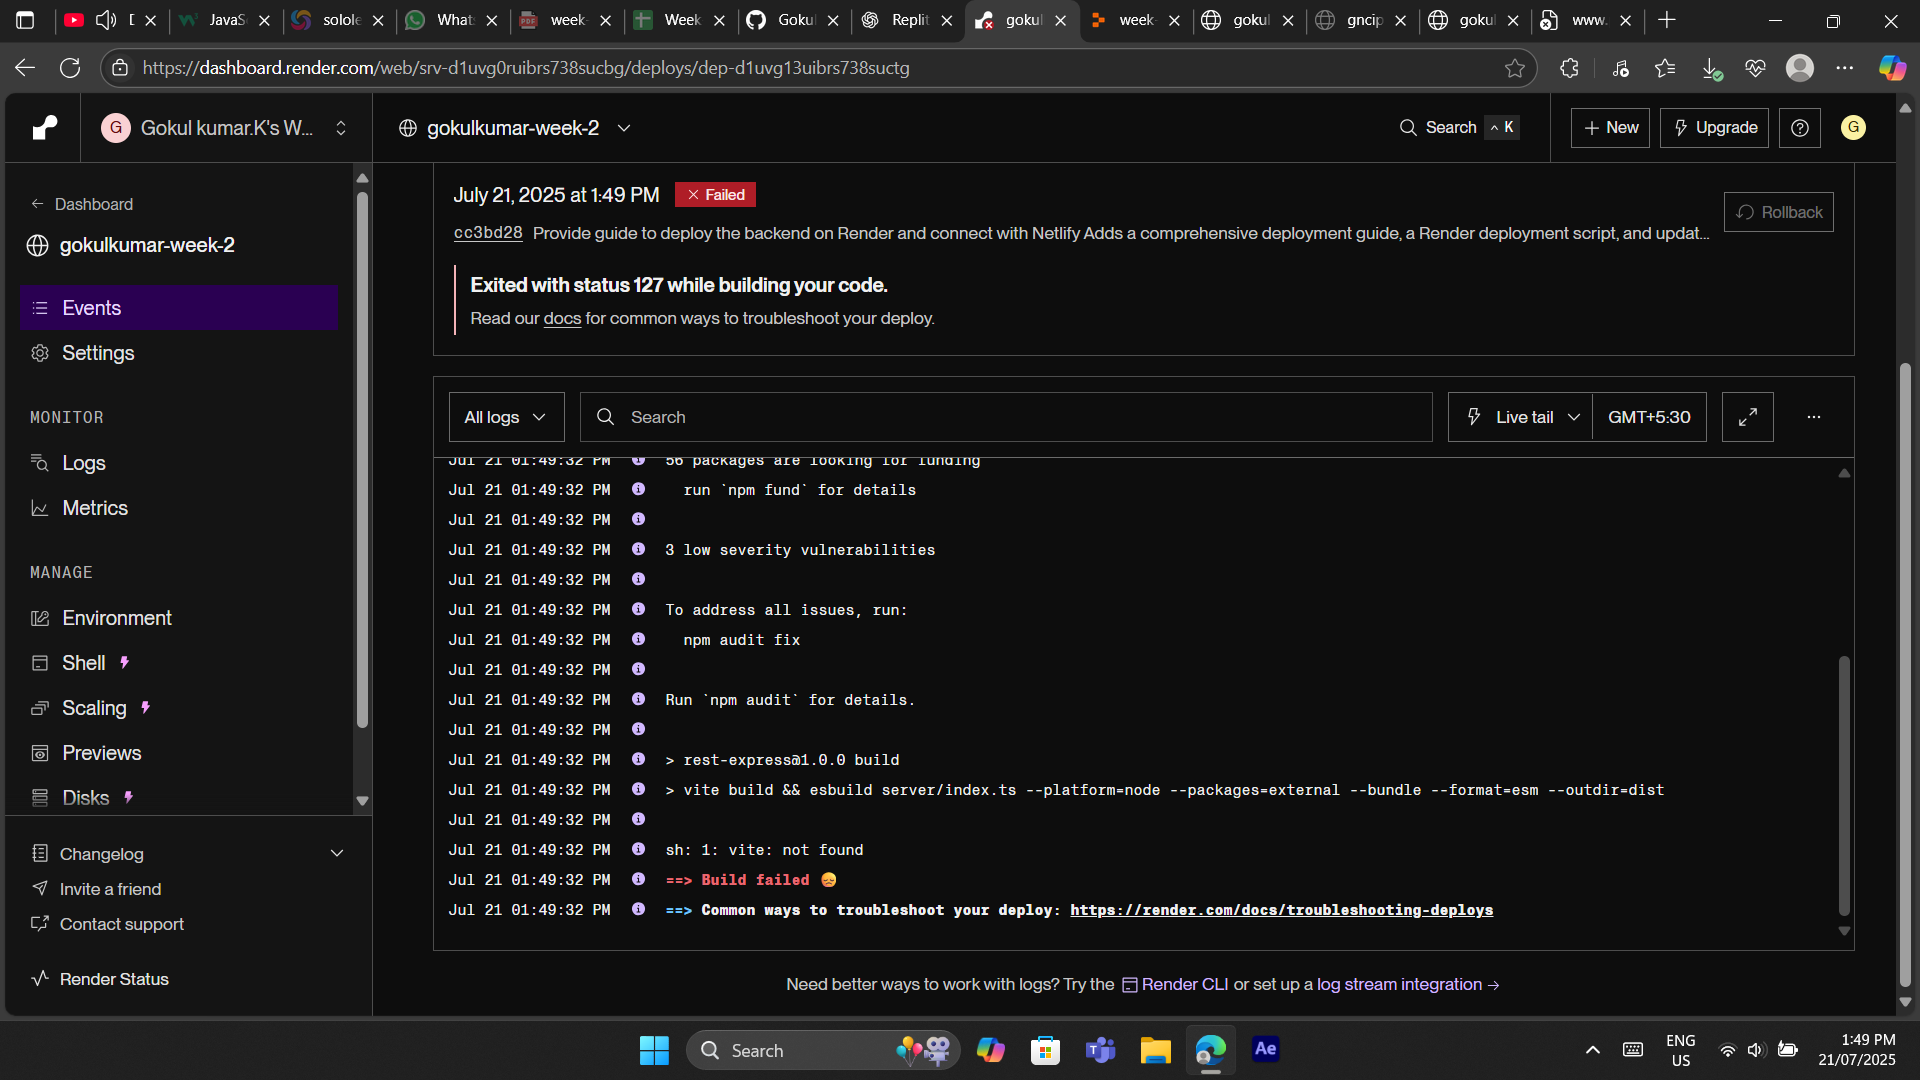 D
JavaS
solole
What
week-
Week
Goku
Replit
gokul
week-
gokul
gncip
goku
www.
https://dashboard.render.com/web/srv-d1uvg0ruibrs738sucbg/deploys/dep-d1uvg13uibrs738suctg
G Gokul kumar.K's W...
gokulkumar-week-2
Search ^ K
+ New
Upgrade
G
← Dashboard
gokulkumar-week-2
Events
Settings
MONITOR
Logs
Metrics
MANAGE
Environment
Shell
Scaling
Previews
Disks
Changelog
Invite a friend
Contact support
Render Status
July 21, 2025 at 1:49 PM × Failed
Rollback
cc3bd28 Provide guide to deploy the backend on Render and connect with Netlify Adds a comprehensive deployment guide, a Render deployment script, and updat...
Exited with status 127 while building your code.
Read our docs for common ways to troubleshoot your deploy.
All logs
Search
Live tail
GMT+5:30
Jul 21 01:49:32 PM 56 packages are looking for funding
Jul 21 01:49:32 PM run `npm fund` for details
Jul 21 01:49:32 PM
Jul 21 01:49:32 PM 3 low severity vulnerabilities
Jul 21 01:49:32 PM
Jul 21 01:49:32 PM To address all issues, run:
Jul 21 01:49:32 PM npm audit fix
Jul 21 01:49:32 PM
Jul 21 01:49:32 PM Run `npm audit` for details.
Jul 21 01:49:32 PM
Jul 21 01:49:32 PM > rest-express@1.0.0 build
Jul 21 01:49:32 PM > vite build && esbuild server/index.ts --platform=node --packages=external --bundle --format=esm --outdir=dist
Jul 21 01:49:32 PM
Jul 21 01:49:32 PM sh: 1: vite: not found
Jul 21 01:49:32 PM ==> Build failed 😞
Jul 21 01:49:32 PM ==> Common ways to troubleshoot your deploy: https://render.com/docs/troubleshooting-deploys
Need better ways to work with logs? Try the Render CLI or set up a log stream integration →
Search
Ae
ENG
US
1:49 PM
21/07/2025